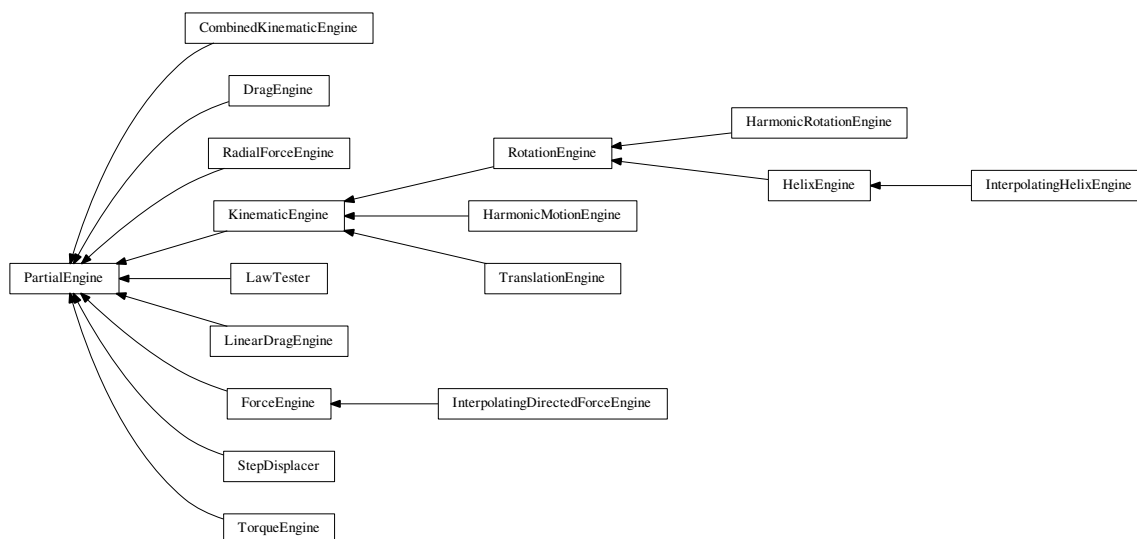 CombinedKinematicEngine
DragEngine
HarmonicRotationEngine
RadialForceEngine
RotationEngine
HelixEngine
InterpolatingHelixEngine
KinematicEngine
HarmonicMotionEngine
PartialEngine
LawTester
TranslationEngine
LinearDragEngine
ForceEngine
InterpolatingDirectedForceEngine
StepDisplacer
TorqueEngine